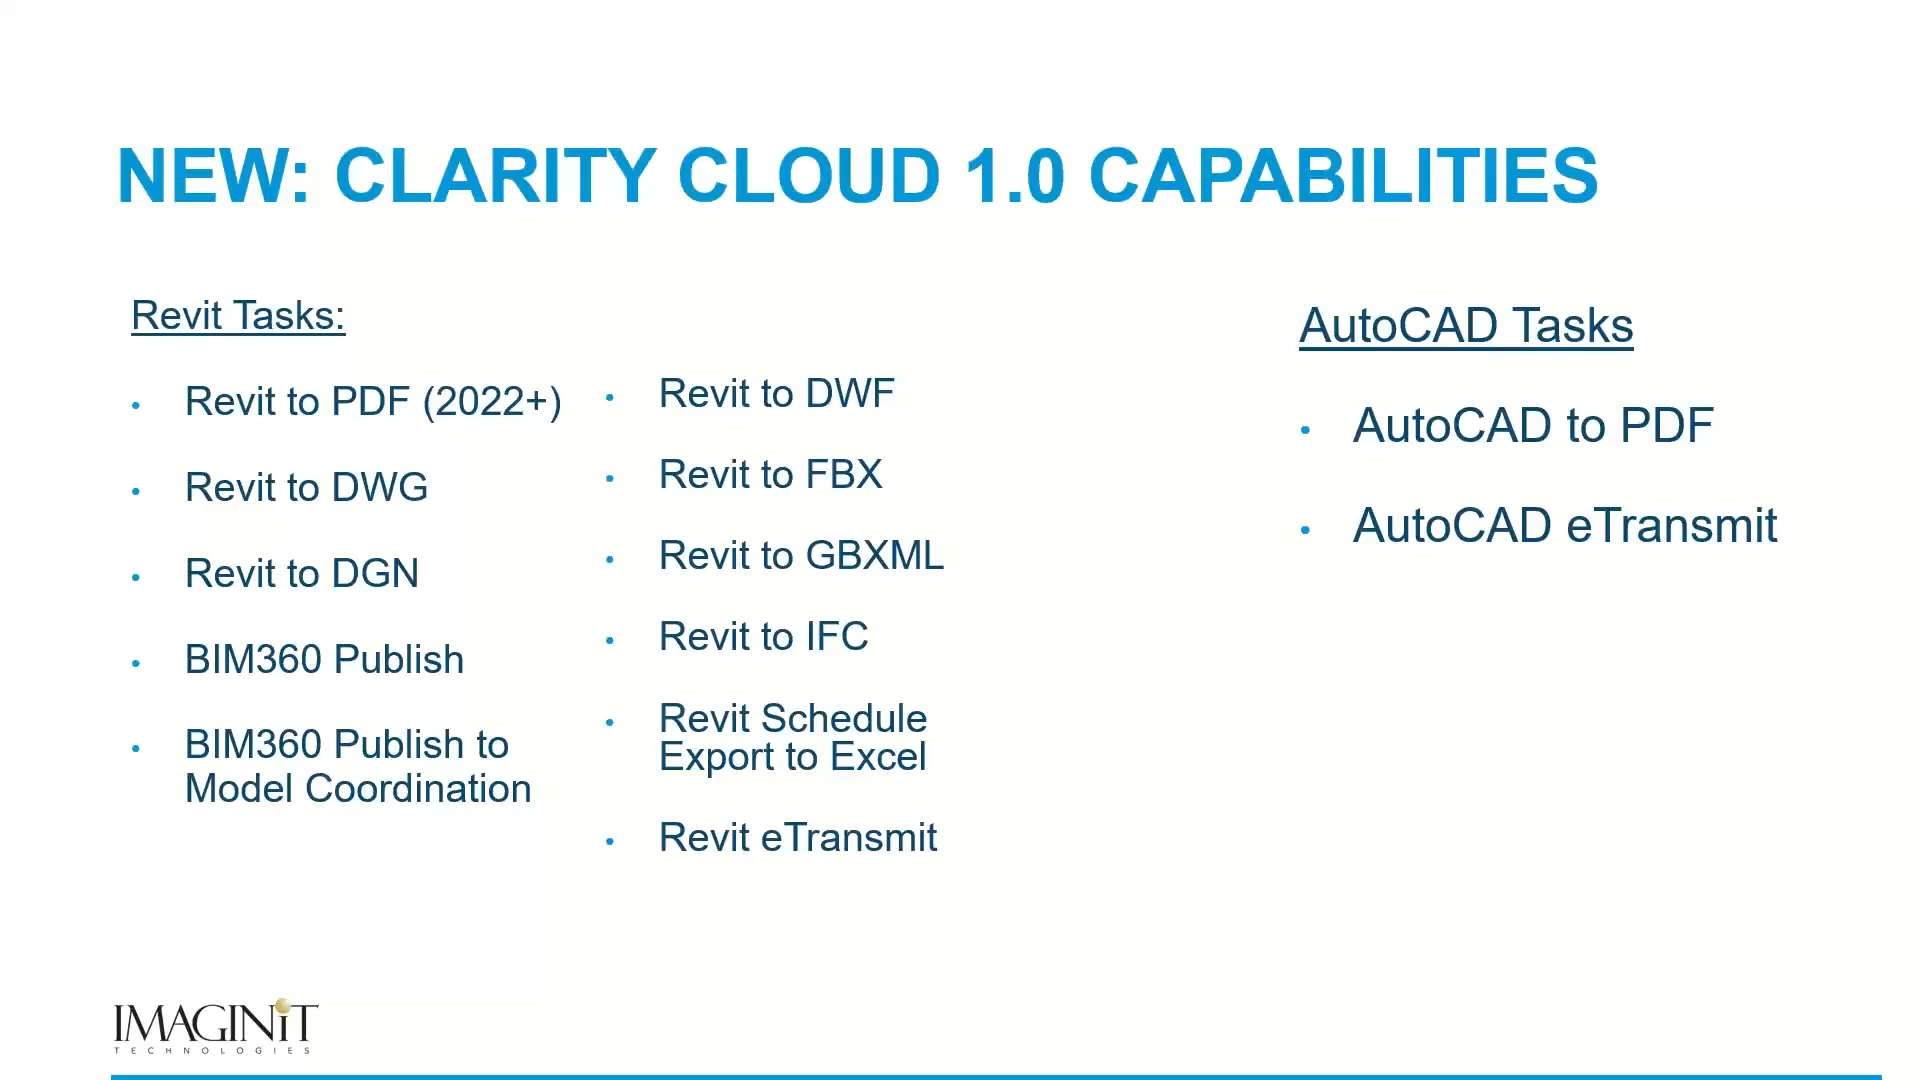 NEW: CLARITY CLOUD 1.0 CAPABILITIES
Revit Tasks:
• Revit to PDF (2022+)
• Revit to DWG
• Revit to DGN
• BIM360 Publish
• BIM360 Publish to
Model Coordination
• Revit to DWF
• Revit to FBX
• Revit to GBXML
• Revit to IFC
• Revit Schedule
Export to Excel
• Revit eTransmit
AutoCAD Tasks
• AutoCAD to PDF
• AutoCAD eTransmit
IMAGINiT
TECHNOLOGIES